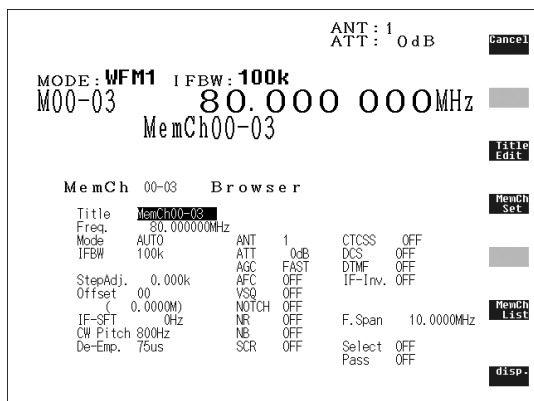 ANT:1
ATT: 0dB
Cancel
MODE:WFM1 IFBW:100k
M00-03 80.000 000MHz
MemCh00-03
Title
Edit
MemCh 00-03 Browser
MemCh
Set
Title MemCh00-03
Freq. 80.000000MHz
Mode AUTO ANT 1 CTCSS OFF
IFBW 100k ATT 0dB DCS OFF
AGC FAST DTMF OFF
StepAdj. 0.000k AFC OFF IF-Inv. OFF
Offset 00 VSQ OFF
( 0.0000M) NOTCH OFF
MemCh
List
IF-SFT 0Hz NR OFF F.Span 10.0000MHz
CW Pitch 800Hz NB OFF
De-Emp. 75us SCR OFF Select OFF
Pass OFF
disp.